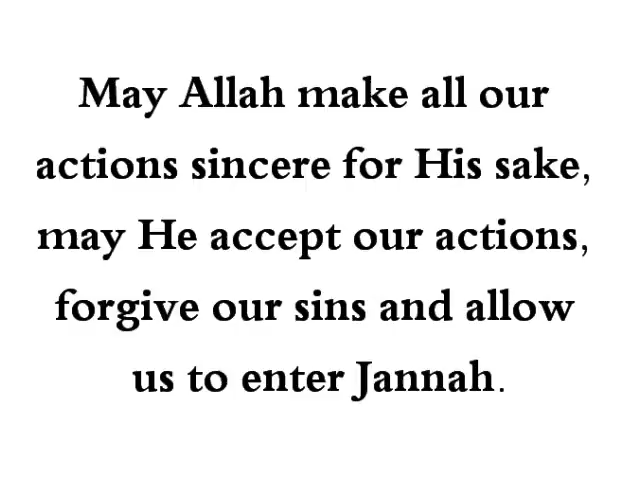 May Allah make all our
actions sincere for His sake,
may He accept our actions,
forgive our sins and allow
us to enter Jannah.